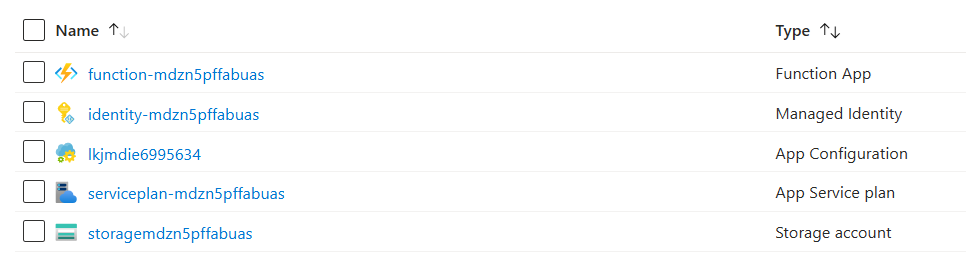 Name ↑↓ Type ↑↓
function-mdzn5pffabuas Function App
identity-mdzn5pffabuas Managed Identity
lkjmdie6995634 App Configuration
serviceplan-mdzn5pffabuas App Service plan
storagemdzn5pffabuas Storage account